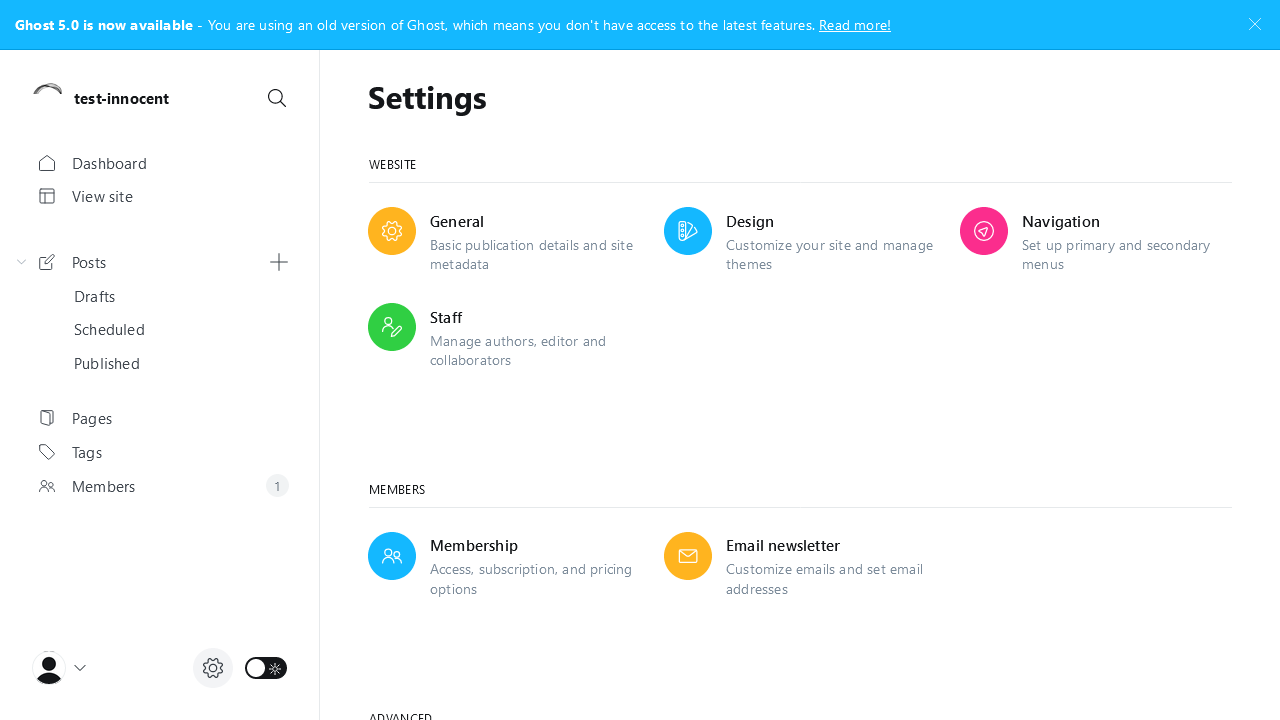 Ghost 5.0 is now available - You are using an old version of Ghost, which means you don't have access to the latest features. Read more!
test-innocent
Dashboard
View site
Posts
Drafts
Scheduled
Published
Pages
Tags
Members 1
Settings
WEBSITE
General
Basic publication details and site
metadata
Design
Customize your site and manage
themes
Navigation
Set up primary and secondary
menus
Staff
Manage authors, editor and
collaborators
MEMBERS
Membership
Access, subscription, and pricing
options
Email newsletter
Customize emails and set email
addresses
ADVANCED